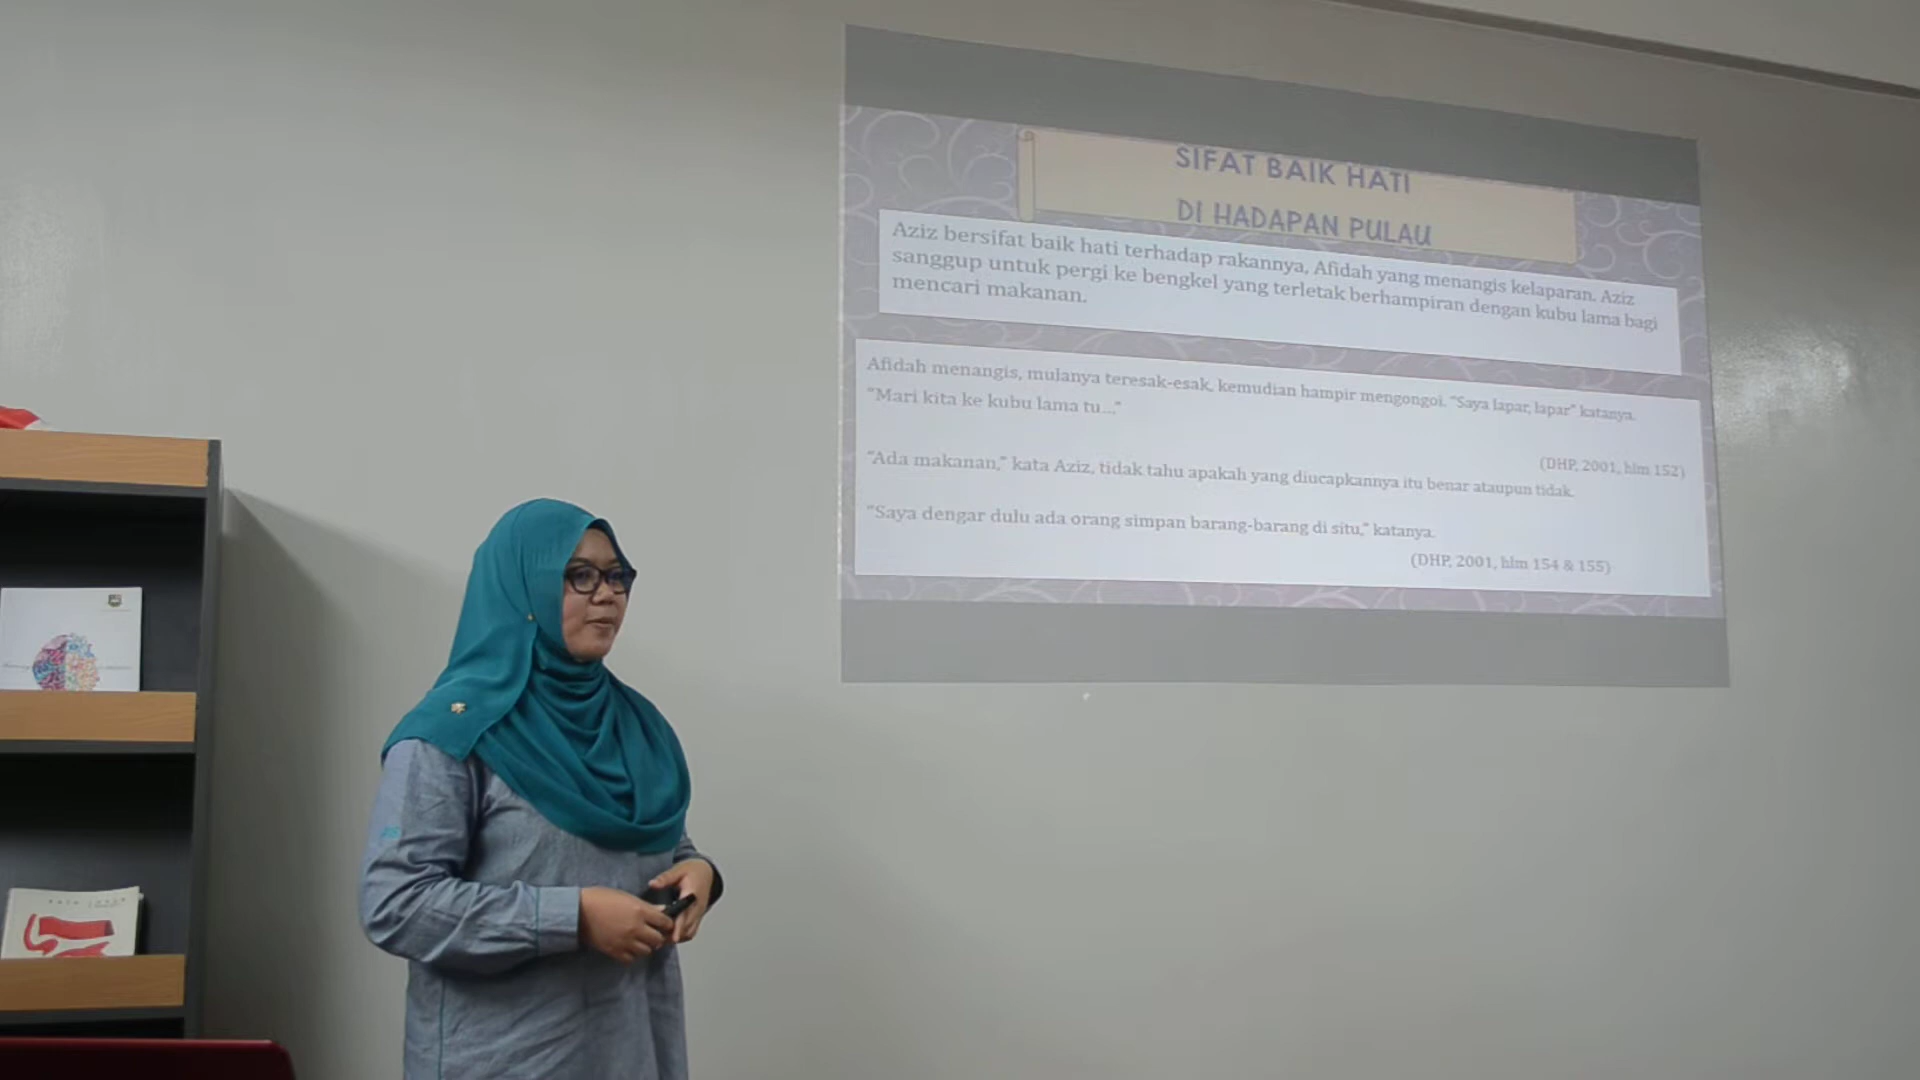 SIFAT BAIK HATI
DI HADAPAN PULAU
Aziz bersifat baik hati terhadap rakannya, Afidah yang menangis kelaparan. Aziz
sanggup untuk pergi ke bengkel yang terletak berhampiran dengan kubu lama bagi
mencari makanan.
Afidah menangis, mulanya teresak-esak, kemudian hampir mengongoi. "Saya lapar, lapar" katanya.
"Mari kita ke kubu lama tu..."
(DHP, 2001, hlm 152)
"Ada makanan," kata Aziz, tidak tahu apakah yang diucapkannya itu benar ataupun tidak.
"Saya dengar dulu ada orang simpan barang-barang di situ," katanya.
(DHP, 2001, hlm 154 & 155)